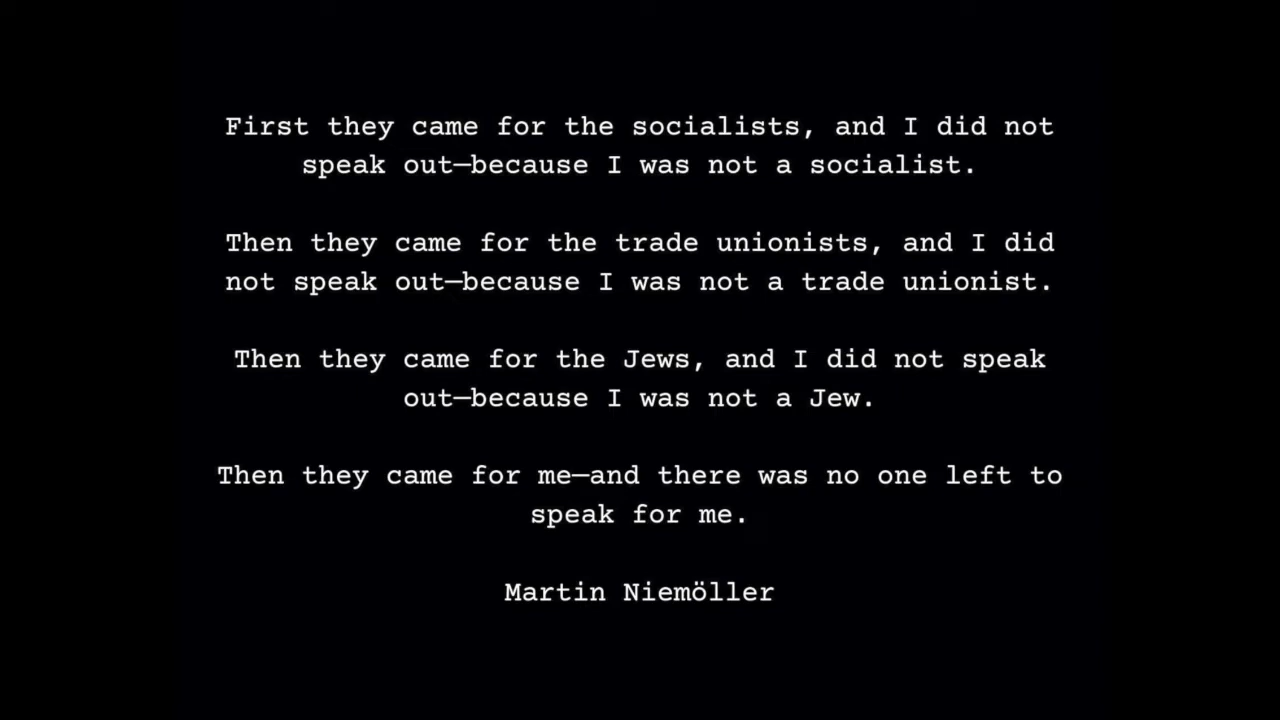 First they came for the socialists, and I did not
speak out—because I was not a socialist.
Then they came for the trade unionists, and I did
not speak out—because I was not a trade unionist.
Then they came for the Jews, and I did not speak
out—because I was not a Jew.
Then they came for me—and there was no one left to
speak for me.
Martin Niemöller